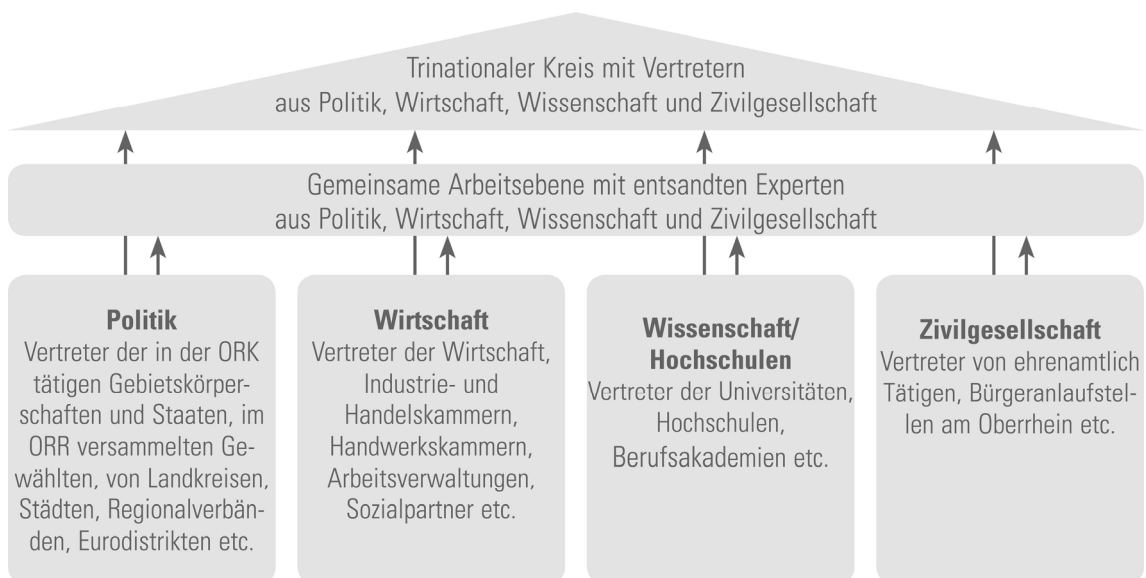 Trinationaler Kreis mit Vertretern
aus Politik, Wirtschaft, Wissenschaft und Zivilgesellschaft
Gemeinsame Arbeitsebene mit entsandten Experten
aus Politik, Wirtschaft, Wissenschaft und Zivilgesellschaft
Politik
Vertreter der in der ORK
tätigen Gebietskörper-
schaften und Staaten, im
ORR versammelten Ge-
wählten, von Landkreisen,
Städten, Regionalverbän-
den, Eurodistrikten etc.
Wirtschaft
Vertreter der Wirtschaft,
Industrie- und
Handelskammern,
Handwerkskammern,
Arbeitsverwaltungen,
Sozialpartner etc.
Wissenschaft/
Hochschulen
Vertreter der Universitäten,
Hochschulen,
Berufsakademien etc.
Zivilgesellschaft
Vertreter von ehrenamtlich
Tätigen, Bürgeranlaufstel-
len am Oberrhein etc.